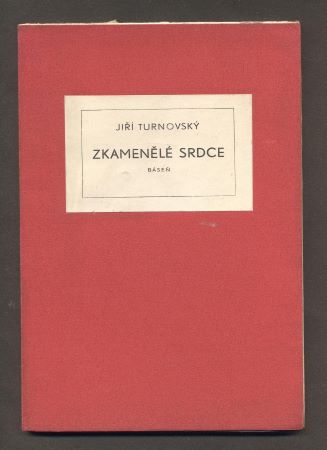 JIŘÍ TURNOVSKÝ
ZKAMENĚLÉ SRDCE
BÁSEŇ